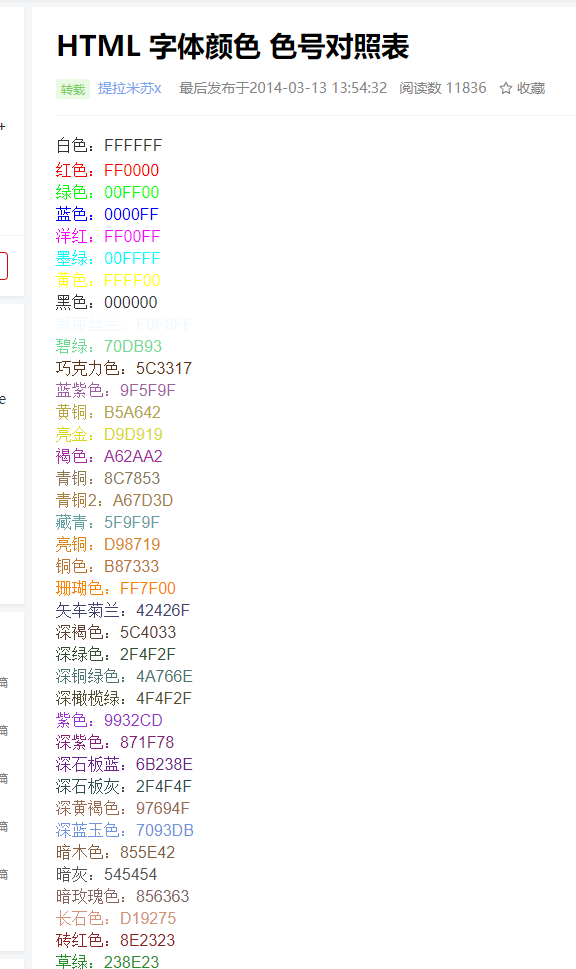 HTML 字体颜色 色号对照表
转载 提拉米苏x 最后发布于2014-03-13 13:54:32 阅读数 11836 ☆ 收藏
+
白色：FFFFFF
红色：FF0000
绿色：00FF00
蓝色：0000FF
洋红：FF00FF
墨绿：00FFFF
黄色：FFFF00
黑色：000000
爱丽丝兰：F0F8FF
碧绿：70DB93
巧克力色：5C3317
蓝紫色：9F5F9F
e
黄铜：B5A642
亮金：D9D919
褐色：A62AA2
青铜：8C7853
青铜2：A67D3D
藏青：5F9F9F
亮铜：D98719
铜色：B87333
珊瑚色：FF7F00
矢车菊兰：42426F
深褐色：5C4033
深绿色：2F4F2F
深铜绿色：4A766E
篇
深橄榄绿：4F4F2F
紫色：9932CD
篇
深紫色：871F78
深石板蓝：6B238E
篇
深石板灰：2F4F4F
深黄褐色：97694F
篇
深蓝玉色：7093DB
暗木色：855E42
暗灰：545454
篇
暗玫瑰色：856363
长石色：D19275
砖红色：8E2323
草绿：238E23